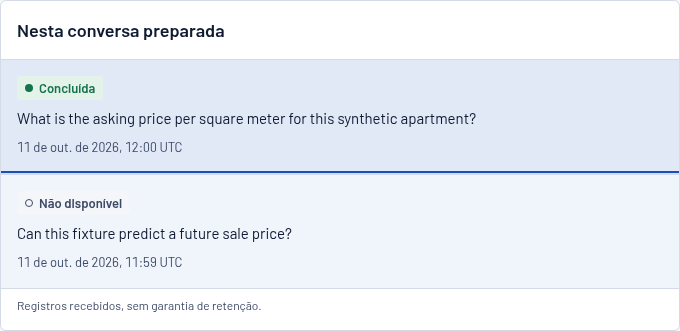 Nesta conversa preparada
Concluída
What is the asking price per square meter for this synthetic apartment?
11 de out. de 2026, 12:00 UTC
Não disponível
Can this fixture predict a future sale price?
11 de out. de 2026, 11:59 UTC
Registros recebidos, sem garantia de retenção.